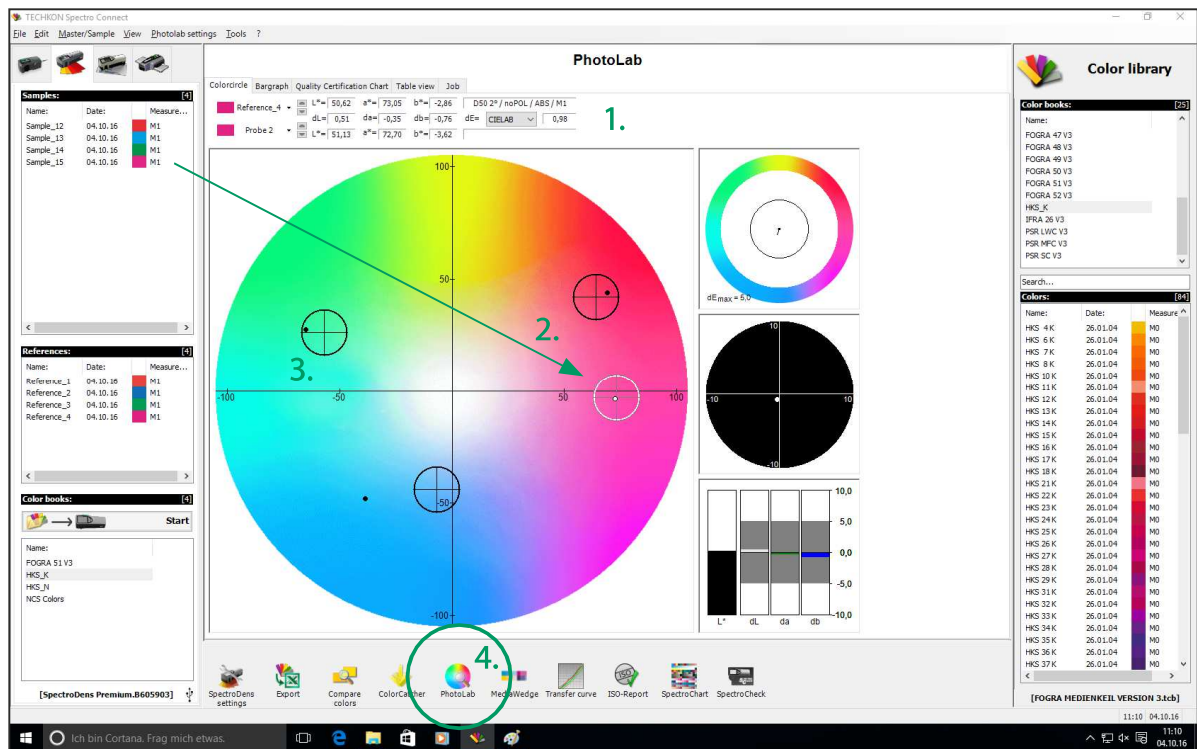 TECHKON Spectro Connect
File Edit Master/Sample View Photolab settings Tools ?
PhotoLab
Color library
Samples: [4]
Name: Date: Measure...
Sample_12 04.10.16 M1
Sample_13 04.10.16 M1
Sample_14 04.10.16 M1
Sample_15 04.10.16 M1
References: [4]
Name: Date: Measure...
Reference_1 04.10.16 M1
Reference_2 04.10.16 M1
Reference_3 04.10.16 M1
Reference_4 04.10.16 M1
Color books: [4]
Start
Name:
FOGRA 51 V3
HKS_K
HKS_N
NCS Colors
[SpectroDens Premium.B605903]
Colorcircle Bargraph Quality Certification Chart Table view Job
Reference_4 L*= 50,62 a*= 73,05 b*= -2,86 D50 2° / noPOL / ABS / M1
dL= 0,51 da= -0,35 db= -0,76 dE= CIELAB 0,98
Probe 2 L*= 51,13 a*= 72,70 b*= -3,62
1.
100
50
2.
3.
-100 -50 50 100
-50
-100
4.
dEmax = 5,0
10
-10 10
-10
10,0
5,0
0,0
-5,0
-10,0
L* dL da db
SpectroDens settings
Export
Compare colors
ColorCatcher
PhotoLab
MediaWedge
Transfer curve
ISO-Report
SpectroChart
SpectroCheck
Color books: [25]
Name:
FOGRA 47 V3
FOGRA 48 V3
FOGRA 49 V3
FOGRA 50 V3
FOGRA 51 V3
FOGRA 52 V3
HKS_K
IFRA 26 V3
PSR LWC V3
PSR MFC V3
PSR SC V3
Search...
Colors: [84]
Name: Date: Measure
HKS 4 K 26.01.04 M0
HKS 6 K 26.01.04 M0
HKS 7 K 26.01.04 M0
HKS 8 K 26.01.04 M0
HKS 10 K 26.01.04 M0
HKS 11 K 26.01.04 M0
HKS 12 K 26.01.04 M0
HKS 13 K 26.01.04 M0
HKS 14 K 26.01.04 M0
HKS 15 K 26.01.04 M0
HKS 16 K 26.01.04 M0
HKS 17 K 26.01.04 M0
HKS 18 K 26.01.04 M0
HKS 21 K 26.01.04 M0
HKS 22 K 26.01.04 M0
HKS 23 K 26.01.04 M0
HKS 24 K 26.01.04 M0
HKS 25 K 26.01.04 M0
HKS 26 K 26.01.04 M0
HKS 27 K 26.01.04 M0
HKS 28 K 26.01.04 M0
HKS 29 K 26.01.04 M0
HKS 31 K 26.01.04 M0
HKS 32 K 26.01.04 M0
HKS 33 K 26.01.04 M0
HKS 34 K 26.01.04 M0
HKS 35 K 26.01.04 M0
HKS 36 K 26.01.04 M0
HKS 37 K 26.01.04 M0
[FOGRA MEDIENKEIL VERSION 3.tcb]
11:10 04.10.16
Ich bin Cortana. Frag mich etwas.
11:10
04.10.16